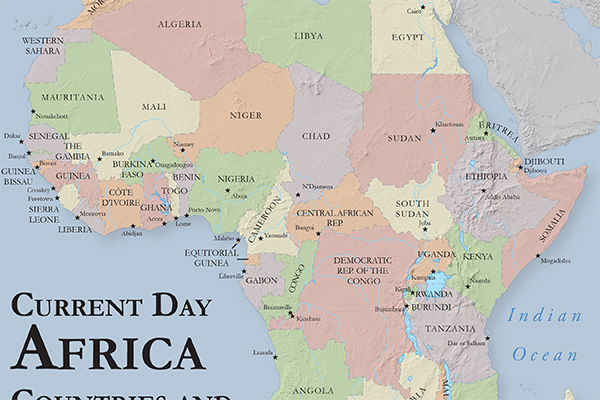 Cairo
ALGERIA
LIBYA
EGYPT
WESTERN
SAHARA
MAURITANIA
Nouakchott
MALI
NIGER
CHAD
SUDAN
Khartoum
ERITREA
Asmara
Dakar
SENEGAL
THE
GAMBIA
Banjul
Bissau
GUINEA
BISSAU
GUINEA
Bamako
BURKINA
FASO
Ouagadougou
Niamey
BENIN
NIGERIA
Abuja
N'Djamena
DJIBOUTI
Djibouti
ETHIOPIA
Addis Ababa
Conakry
Freetown
SIERRA
LEONE
Monrovia
LIBERIA
CÔTE
D'IVOIRE
Abidjan
GHANA
Accra
TOGO
Lome
Porto-Novo
CAMEROON
Yaoundé
Malabo
EQUITORIAL
GUINEA
CENTRAL AFRICAN
REP.
Bangui
SOUTH
SUDAN
Juba
SOMALIA
Mogadishu
Libreville
GABON
CONGO
Brazzaville
Kinshasa
DEMOCRATIC
REP. OF THE
CONGO
UGANDA
Kampala
KENYA
Nairobi
Kigali
RWANDA
Bujumbura
BURUNDI
TANZANIA
Dar es Salaam
Indian
Ocean
Luanda
ANGOLA
CURRENT DAY
AFRICA
COUNTRIES AND